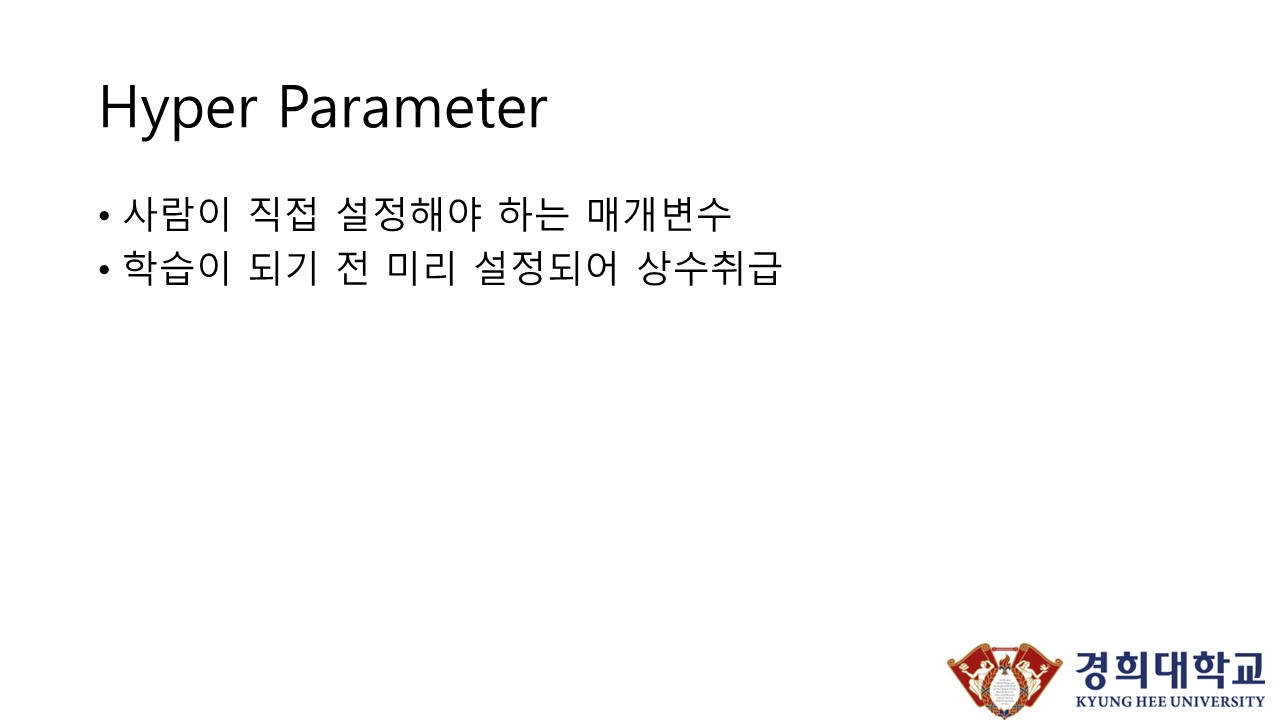 Hyper Parameter
• 사람이 직접 설정해야 하는 매개변수
• 학습이 되기 전 미리 설정되어 상수취급
경희대학교
KYUNG HEE UNIVERSITY